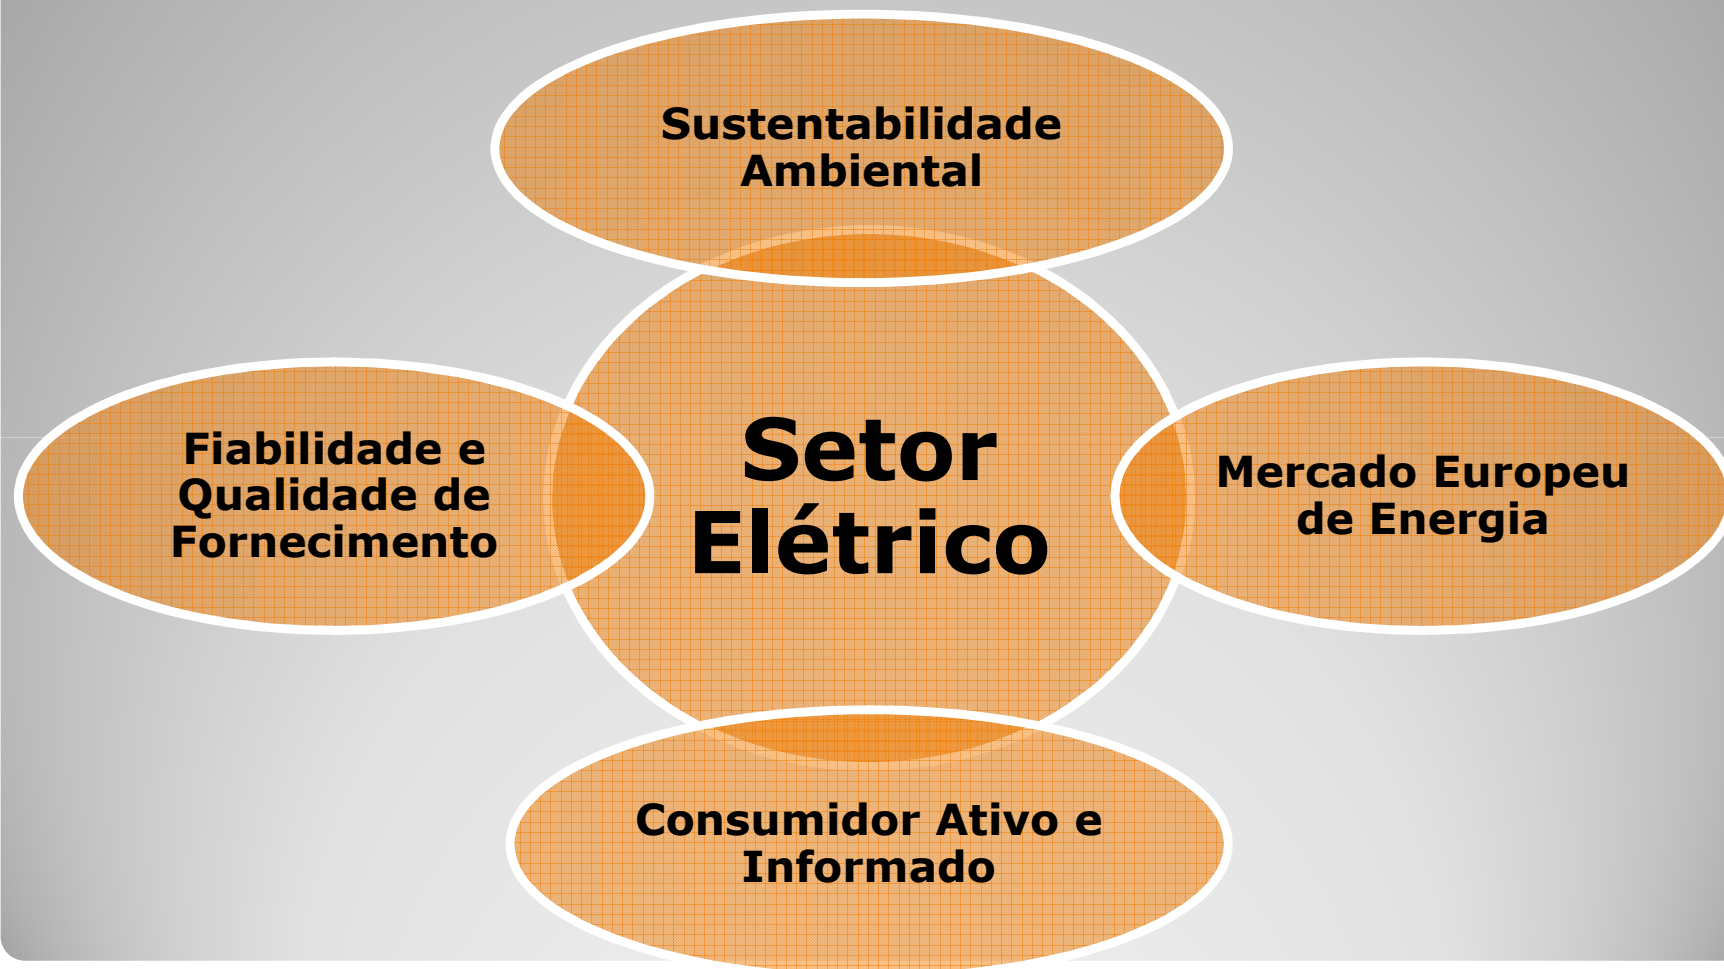 Sustentabilidade
Ambiental
Fiabilidade e
Qualidade de
Fornecimento
Setor
Elétrico
Mercado Europeu
de Energia
Consumidor Ativo e
Informado